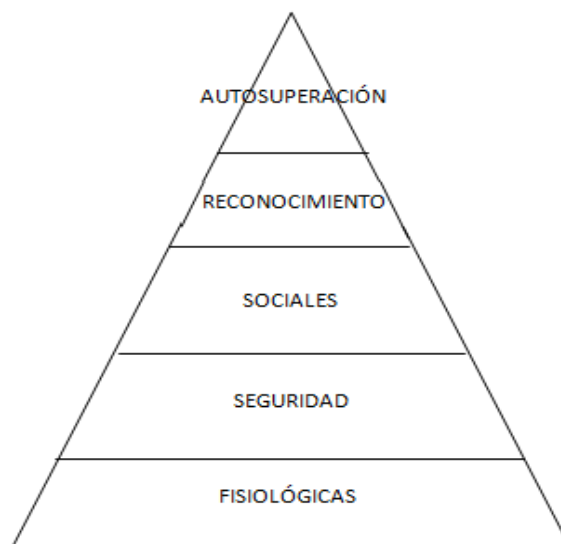 AUTOSUPERACIÓN
RECONOCIMIENTO
SOCIALES
SEGURIDAD
FISIOLÓGICAS